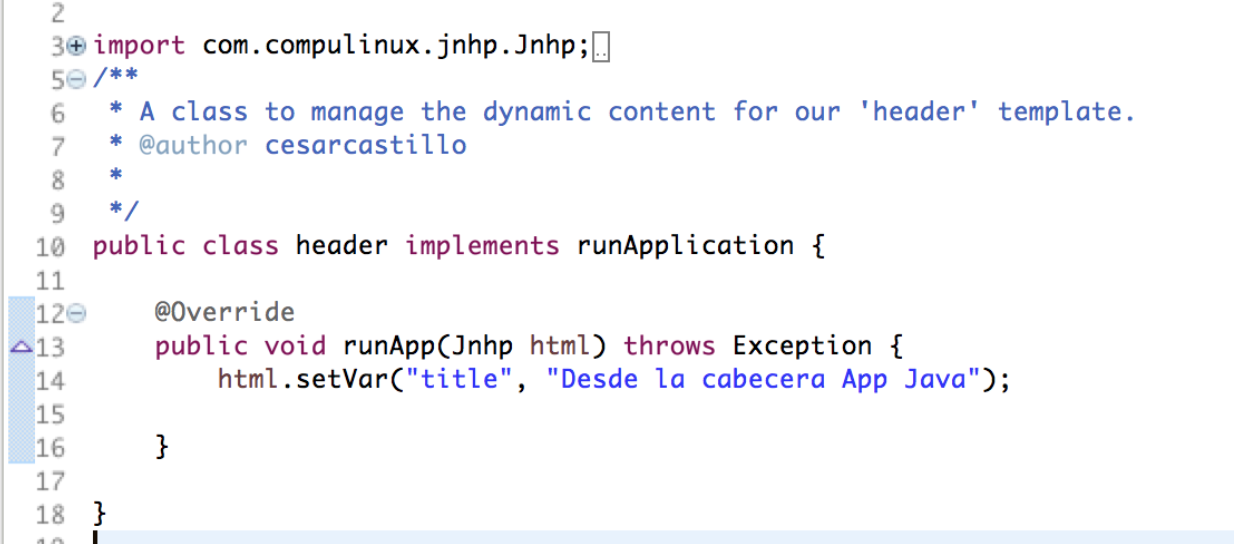 2
3 import com.compulinux.jnhp.Jnhp;
5 /**
6  * A class to manage the dynamic content for our 'header' template.
7  * @author cesarcastillo
8  *
9  */
10 public class header implements runApplication {
11
12     @Override
13     public void runApp(Jnhp html) throws Exception {
14         html.setVar("title", "Desde la cabecera App Java");
15
16     }
17
18 }